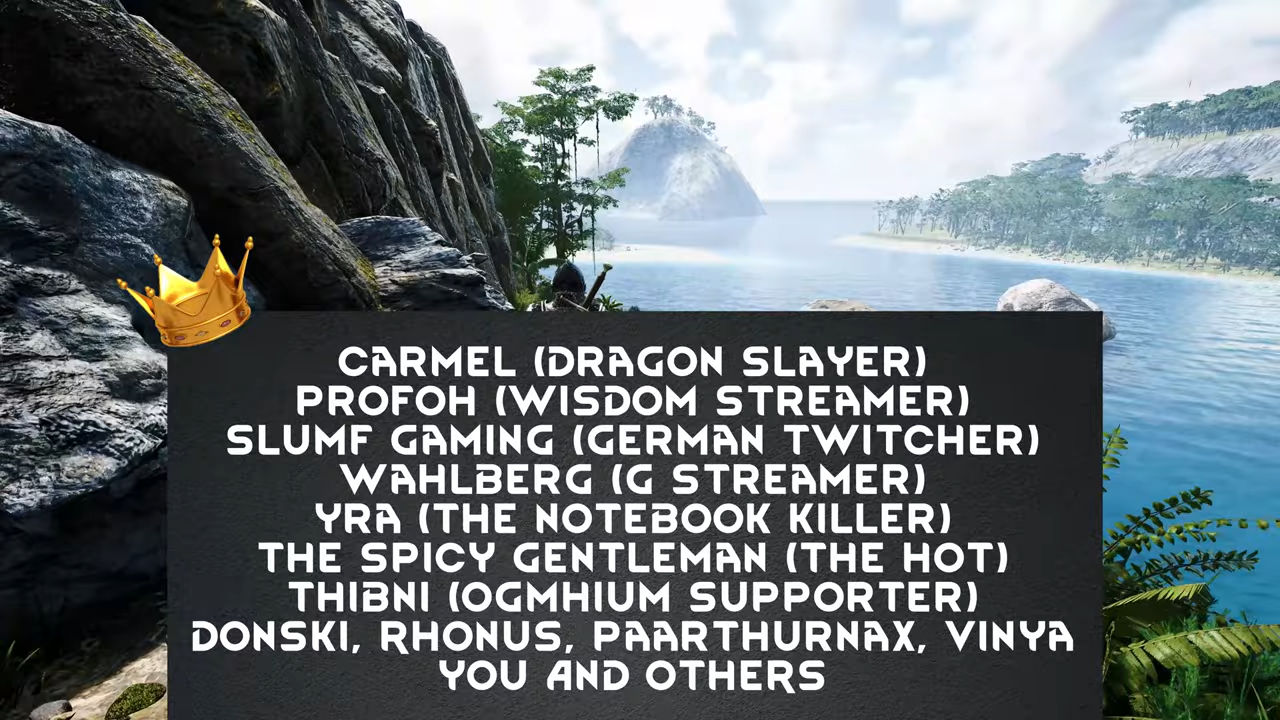 CARMEL (DRAGON SLAYER)
PROFOH (WISDOM STREAMER)
SLUMF GAMING (GERMAN TWITCHER)
WAHLBERG (G STREAMER)
YRA (THE NOTEBOOK KILLER)
THE SPICY GENTLEMAN (THE HOT)
THIBNI (OGMHIUM SUPPORTER)
DONSKI, RHONUS, PAARTHURNAX, VINYA
YOU AND OTHERS